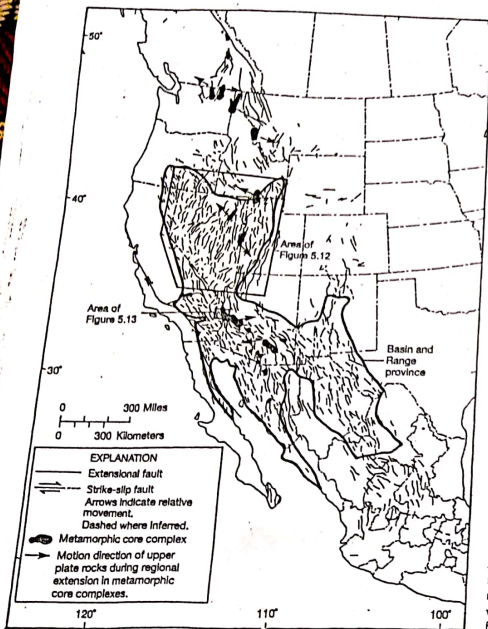 50°
40°
Area of
Figure 5.12
Area of
Figure 5.13
Basin and
Range
province
30°
0 300 Miles
0 300 Kilometers
EXPLANATION
Extensional fault
Strike-slip fault
Arrows indicate relative
movement.
Dashed where inferred.
Metamorphic core complex
Motion direction of upper
plate rocks during regional
extension in metamorphic
core complexes.
120°
110°
100°